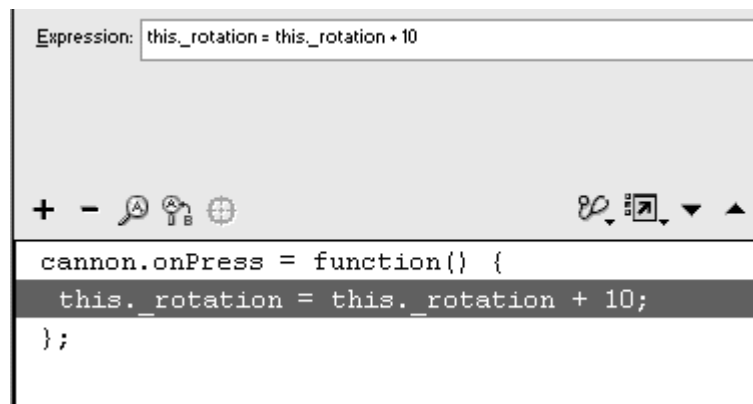 Expression: this._rotation = this._rotation + 10
cannon.onPress = function() {
this._rotation = this._rotation + 10;
};